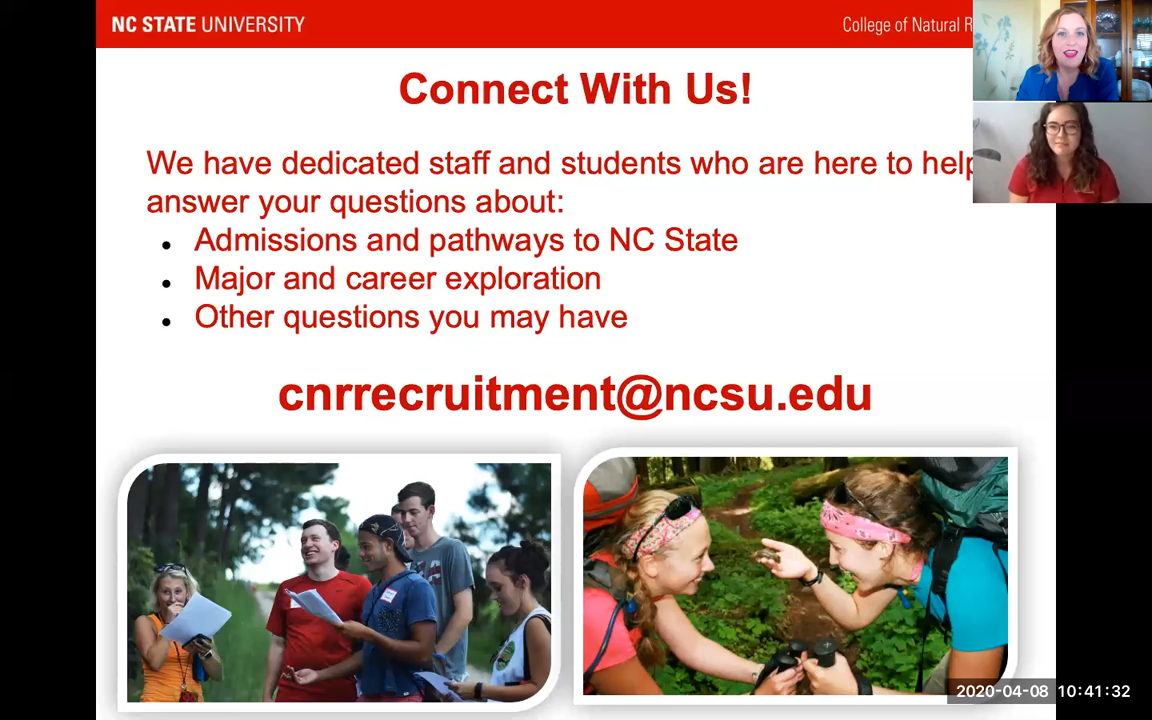 NC STATE UNIVERSITY
College of Natural
Connect With Us!
We have dedicated staff and students who are here to help
answer your questions about:
• Admissions and pathways to NC State
• Major and career exploration
• Other questions you may have
cnrrecruitment@ncsu.edu
2020-04-08 10:41:32